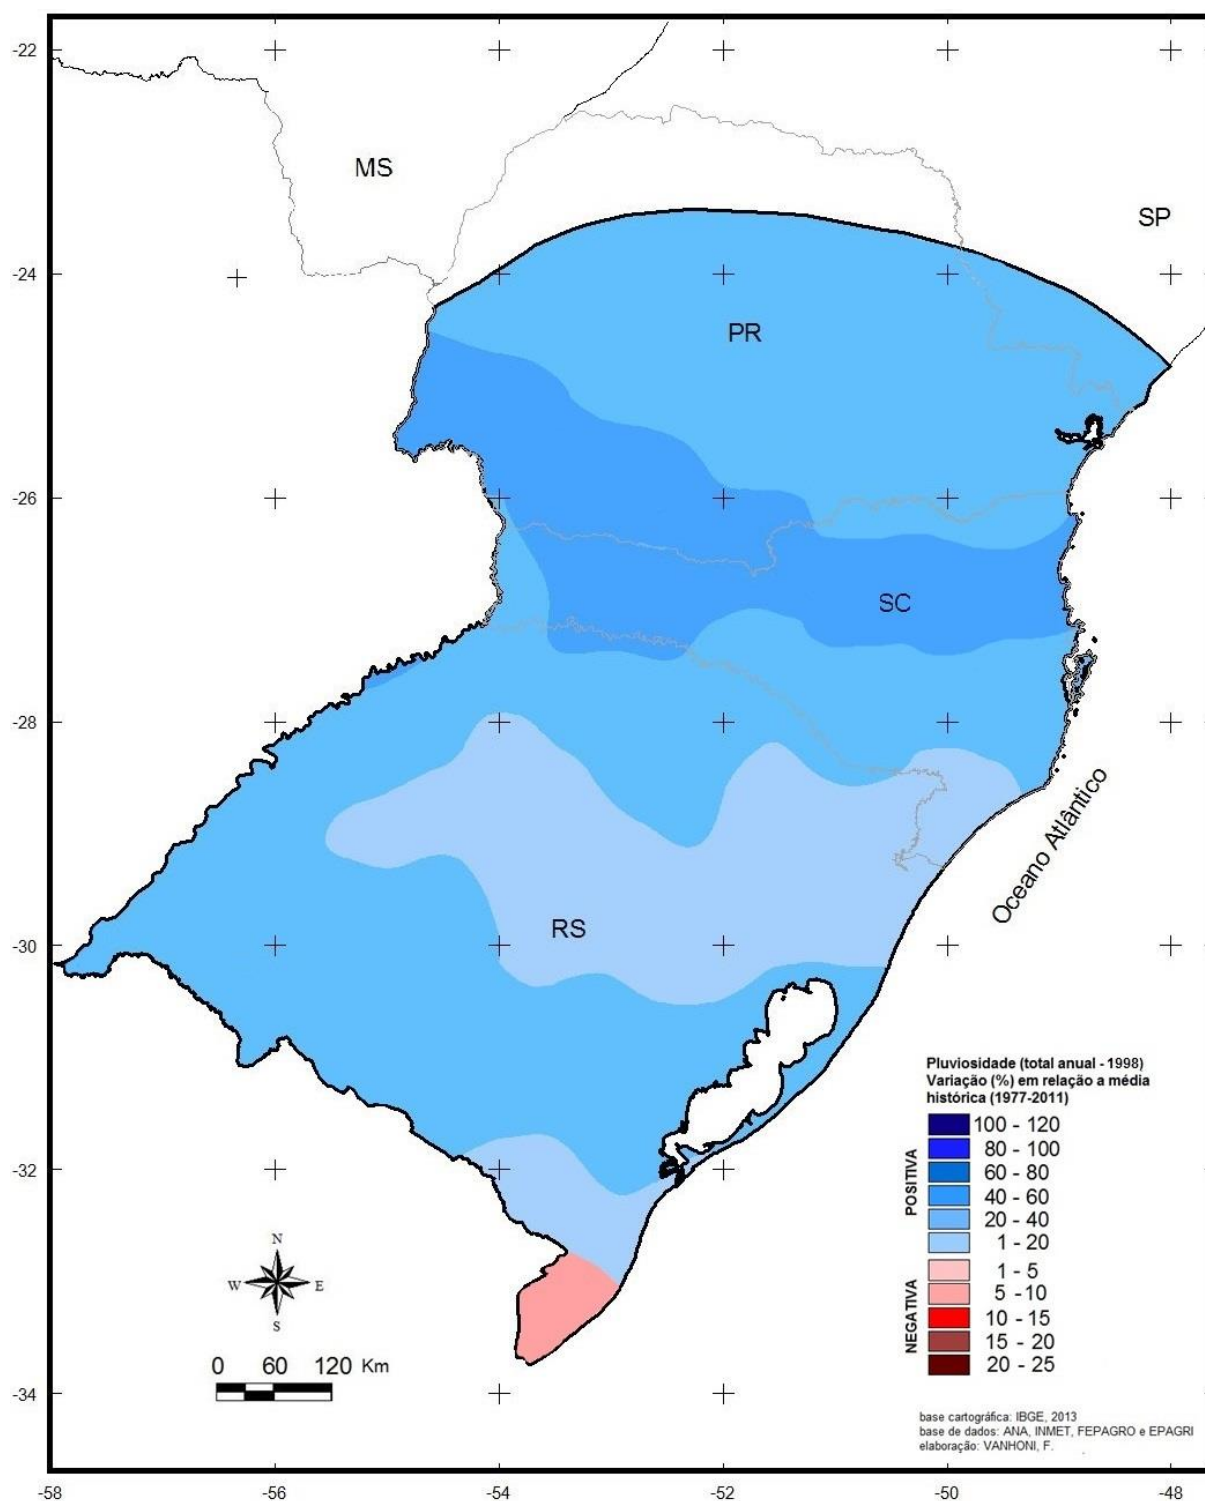 -22
MS
SP
-24
PR
-26
SC
-28
Oceano Atlântico
RS
-30
Pluviosidade (total anual - 1998)
Variação (%) em relação a média
histórica (1977-2011)
POSITIVA
100 - 120
80 - 100
60 - 80
40 - 60
20 - 40
1 - 20
NEGATIVA
1 - 5
5 - 10
10 - 15
15 - 20
20 - 25
-32
N
W E
S
0 60 120 Km
-34
base cartográfica: IBGE, 2013
base de dados: ANA, INMET, FEPAGRO e EPAGRI
elaboração: VANHONI, F.
-58 -56 -54 -52 -50 -48